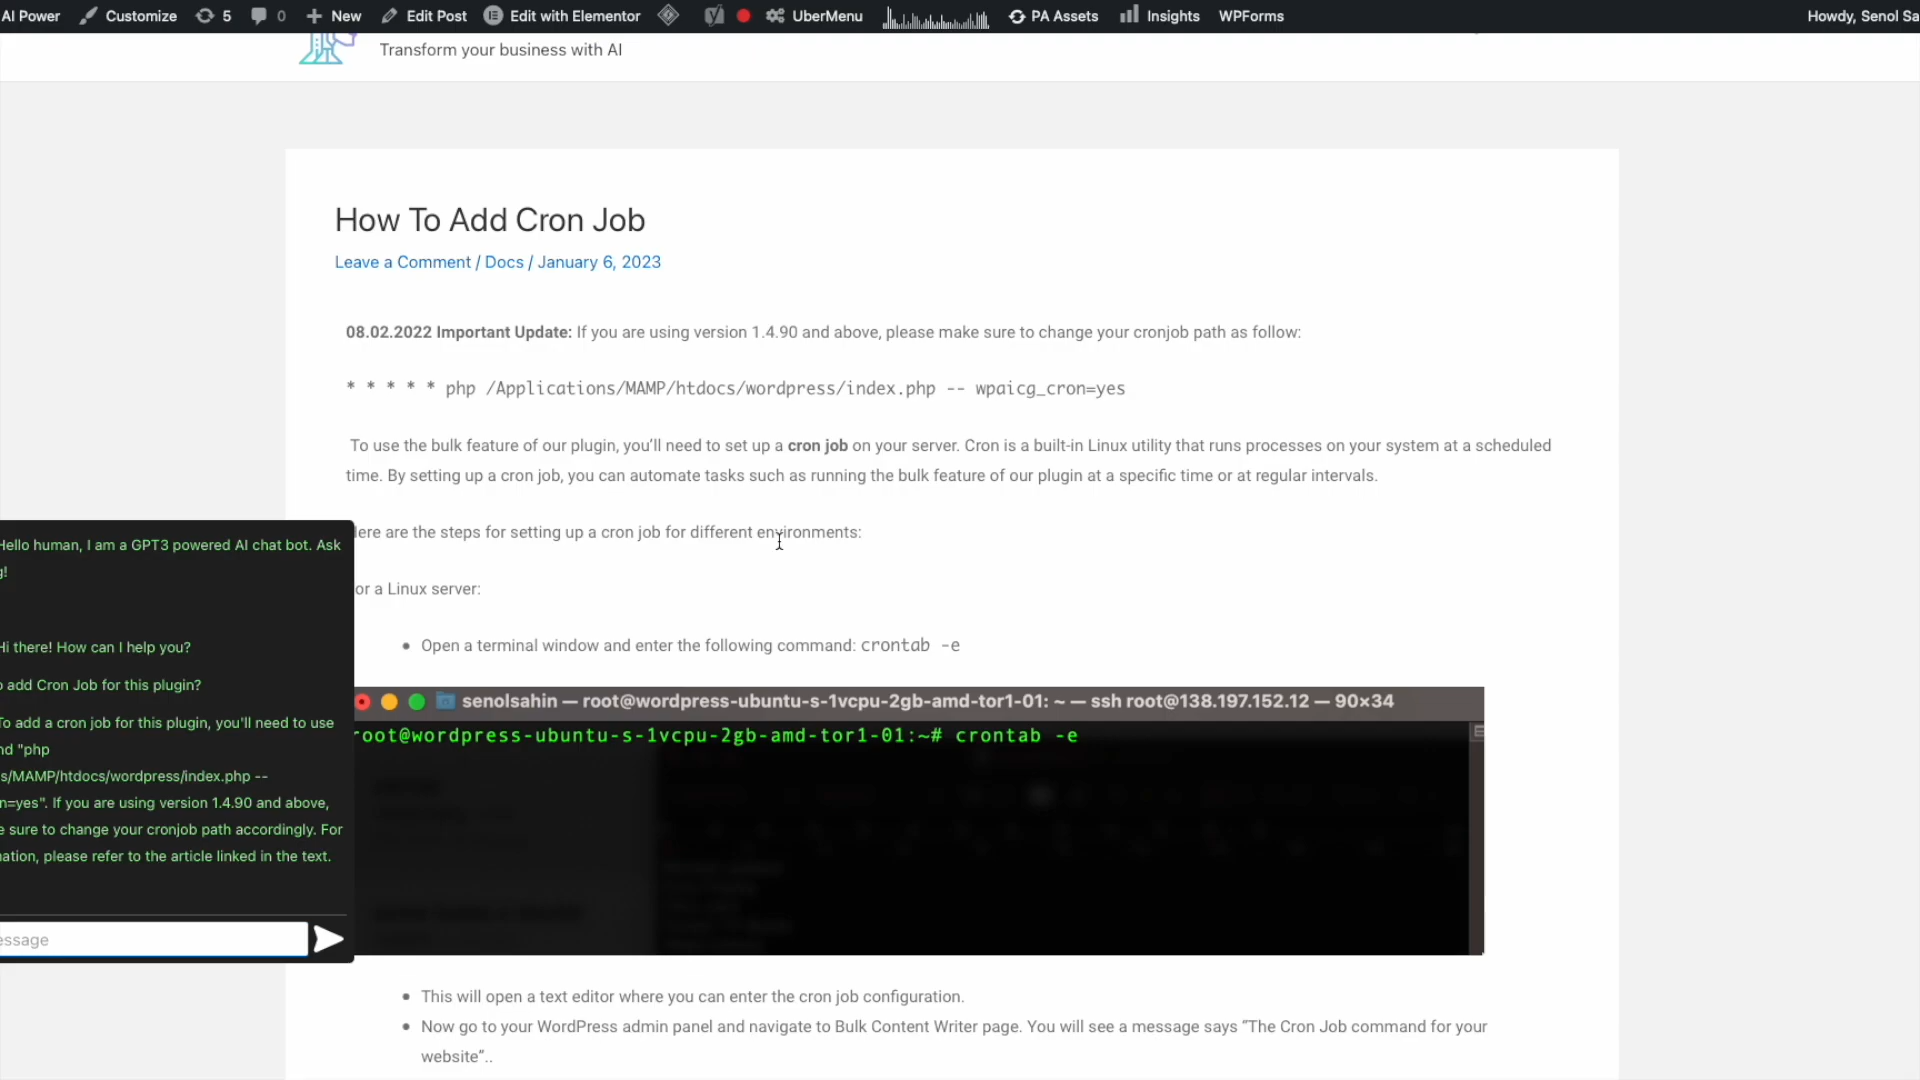 AI Power Customize 5 0 New Edit Post Edit with Elementor UberMenu PA Assets Insights WPForms Howdy, Senol Sa
Transform your business with AI
How To Add Cron Job
Leave a Comment / Docs / January 6, 2023
08.02.2022 Important Update: If you are using version 1.4.90 and above, please make sure to change your cronjob path as follow:
* * * * * php /Applications/MAMP/htdocs/wordpress/index.php -- wpaicg_cron=yes
To use the bulk feature of our plugin, you'll need to set up a cron job on your server. Cron is a built-in Linux utility that runs processes on your system at a scheduled
time. By setting up a cron job, you can automate tasks such as running the bulk feature of our plugin at a specific time or at regular intervals.
ere are the steps for setting up a cron job for different environments:
or a Linux server:
Open a terminal window and enter the following command: crontab -e
senolsahin — root@wordpress-ubuntu-s-1vcpu-2gb-amd-tor1-01: ~ — ssh root@138.197.152.12 — 90×34
root@wordpress-ubuntu-s-1vcpu-2gb-amd-tor1-01:~# crontab -e
This will open a text editor where you can enter the cron job configuration.
Now go to your WordPress admin panel and navigate to Bulk Content Writer page. You will see a message says “The Cron Job command for your
website”..
Hello human, I am a GPT3 powered AI chat bot. Ask
g!
Hi there! How can I help you?
o add Cron Job for this plugin?
To add a cron job for this plugin, you'll need to use
nd "php
s/MAMP/htdocs/wordpress/index.php --
n=yes". If you are using version 1.4.90 and above,
e sure to change your cronjob path accordingly. For
ation, please refer to the article linked in the text.
essage